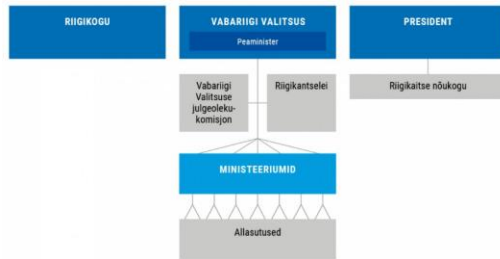 RIIGIKOGU
VABARIIGI VALITSUS
Peaminister
PRESIDENT
Vabariigi
Valitsuse
julgeoleku-
komisjon
Riigikantselei
Riigikaitse nõukogu
MINISTEERIUMID
Allasutused